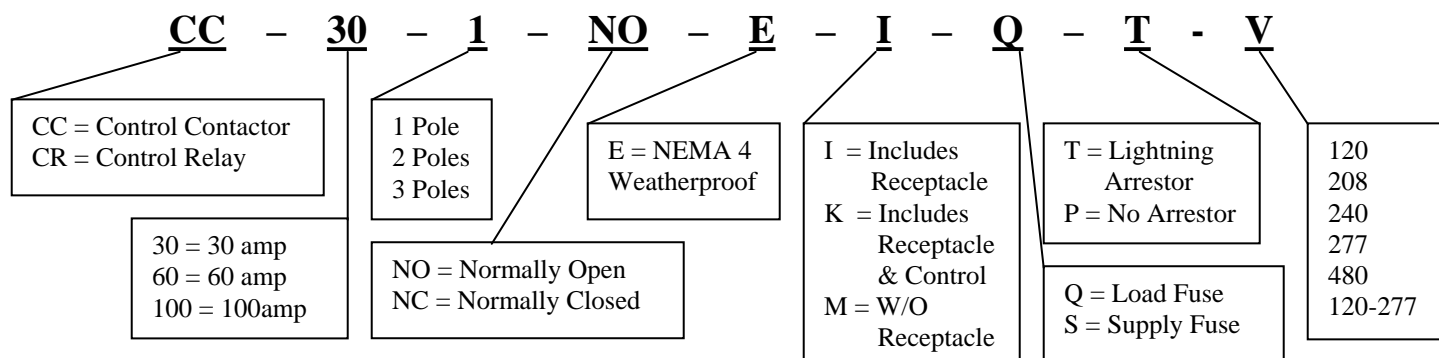 CC – 30 – 1 – NO – E – I – Q – T - V
CC = Control Contactor
CR = Control Relay
30 = 30 amp
60 = 60 amp
100 = 100amp
1 Pole
2 Poles
3 Poles
NO = Normally Open
NC = Normally Closed
E = NEMA 4
Weatherproof
I = Includes
Receptacle
K = Includes
Receptacle
& Control
M = W/O
Receptacle
Q = Load Fuse
S = Supply Fuse
T = Lightning
Arrestor
P = No Arrestor
120
208
240
277
480
120-277